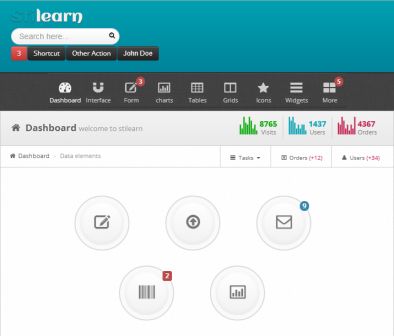 stilearn
Search here...
3 Shortcut Other Action John Doe
3 5
Dashboard Interface Form charts Tables Grids Icons Widgets More
Dashboard welcome to stilearn
8765 Visits
1437 Users
4367 Orders
Dashboard Data elements
Tasks Orders (+12) Users (+34)
9
2